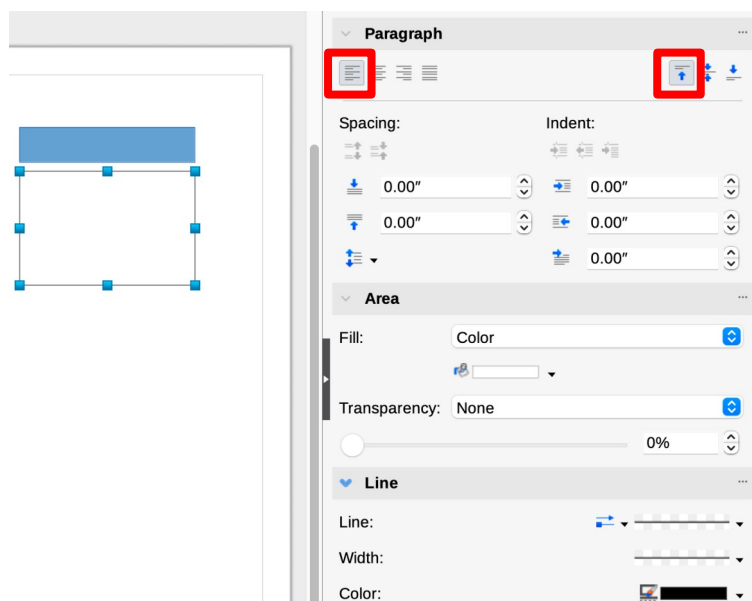 Paragraph
Spacing:
Indent:
0.00″
0.00″
0.00″
0.00″
0.00″
Area
Fill:
Color
Transparency:
None
0%
Line
Line:
Width:
Color: